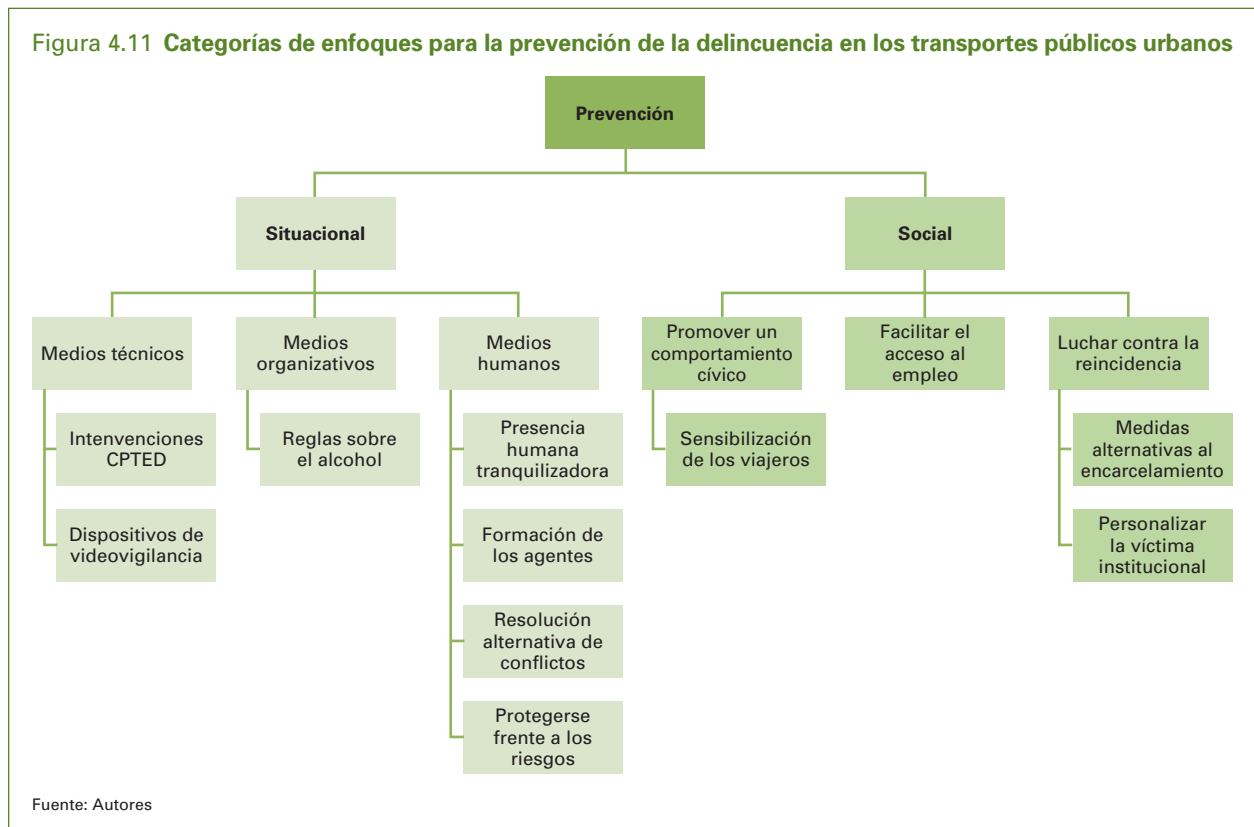 Figura 4.11 Categorías de enfoques para la prevención de la delincuencia en los transportes públicos urbanos
Prevención
Situacional
Social
Medios técnicos
Medios
organizativos
Medios
humanos
Promover un
comportamiento
cívico
Facilitar el
acceso al
empleo
Luchar contra la
reincidencia
Intenvenciones
CPTED
Reglas sobre
el alcohol
Presencia
humana
tranquilizadora
Sensibilización
de los viajeros
Medidas
alternativas al
encarcelamiento
Dispositivos de
videovigilancia
Formación de
los agentes
Personalizar
la víctima
institucional
Resolución
alternativa de
conflictos
Protegerse
frente a los
riesgos
Fuente: Autores